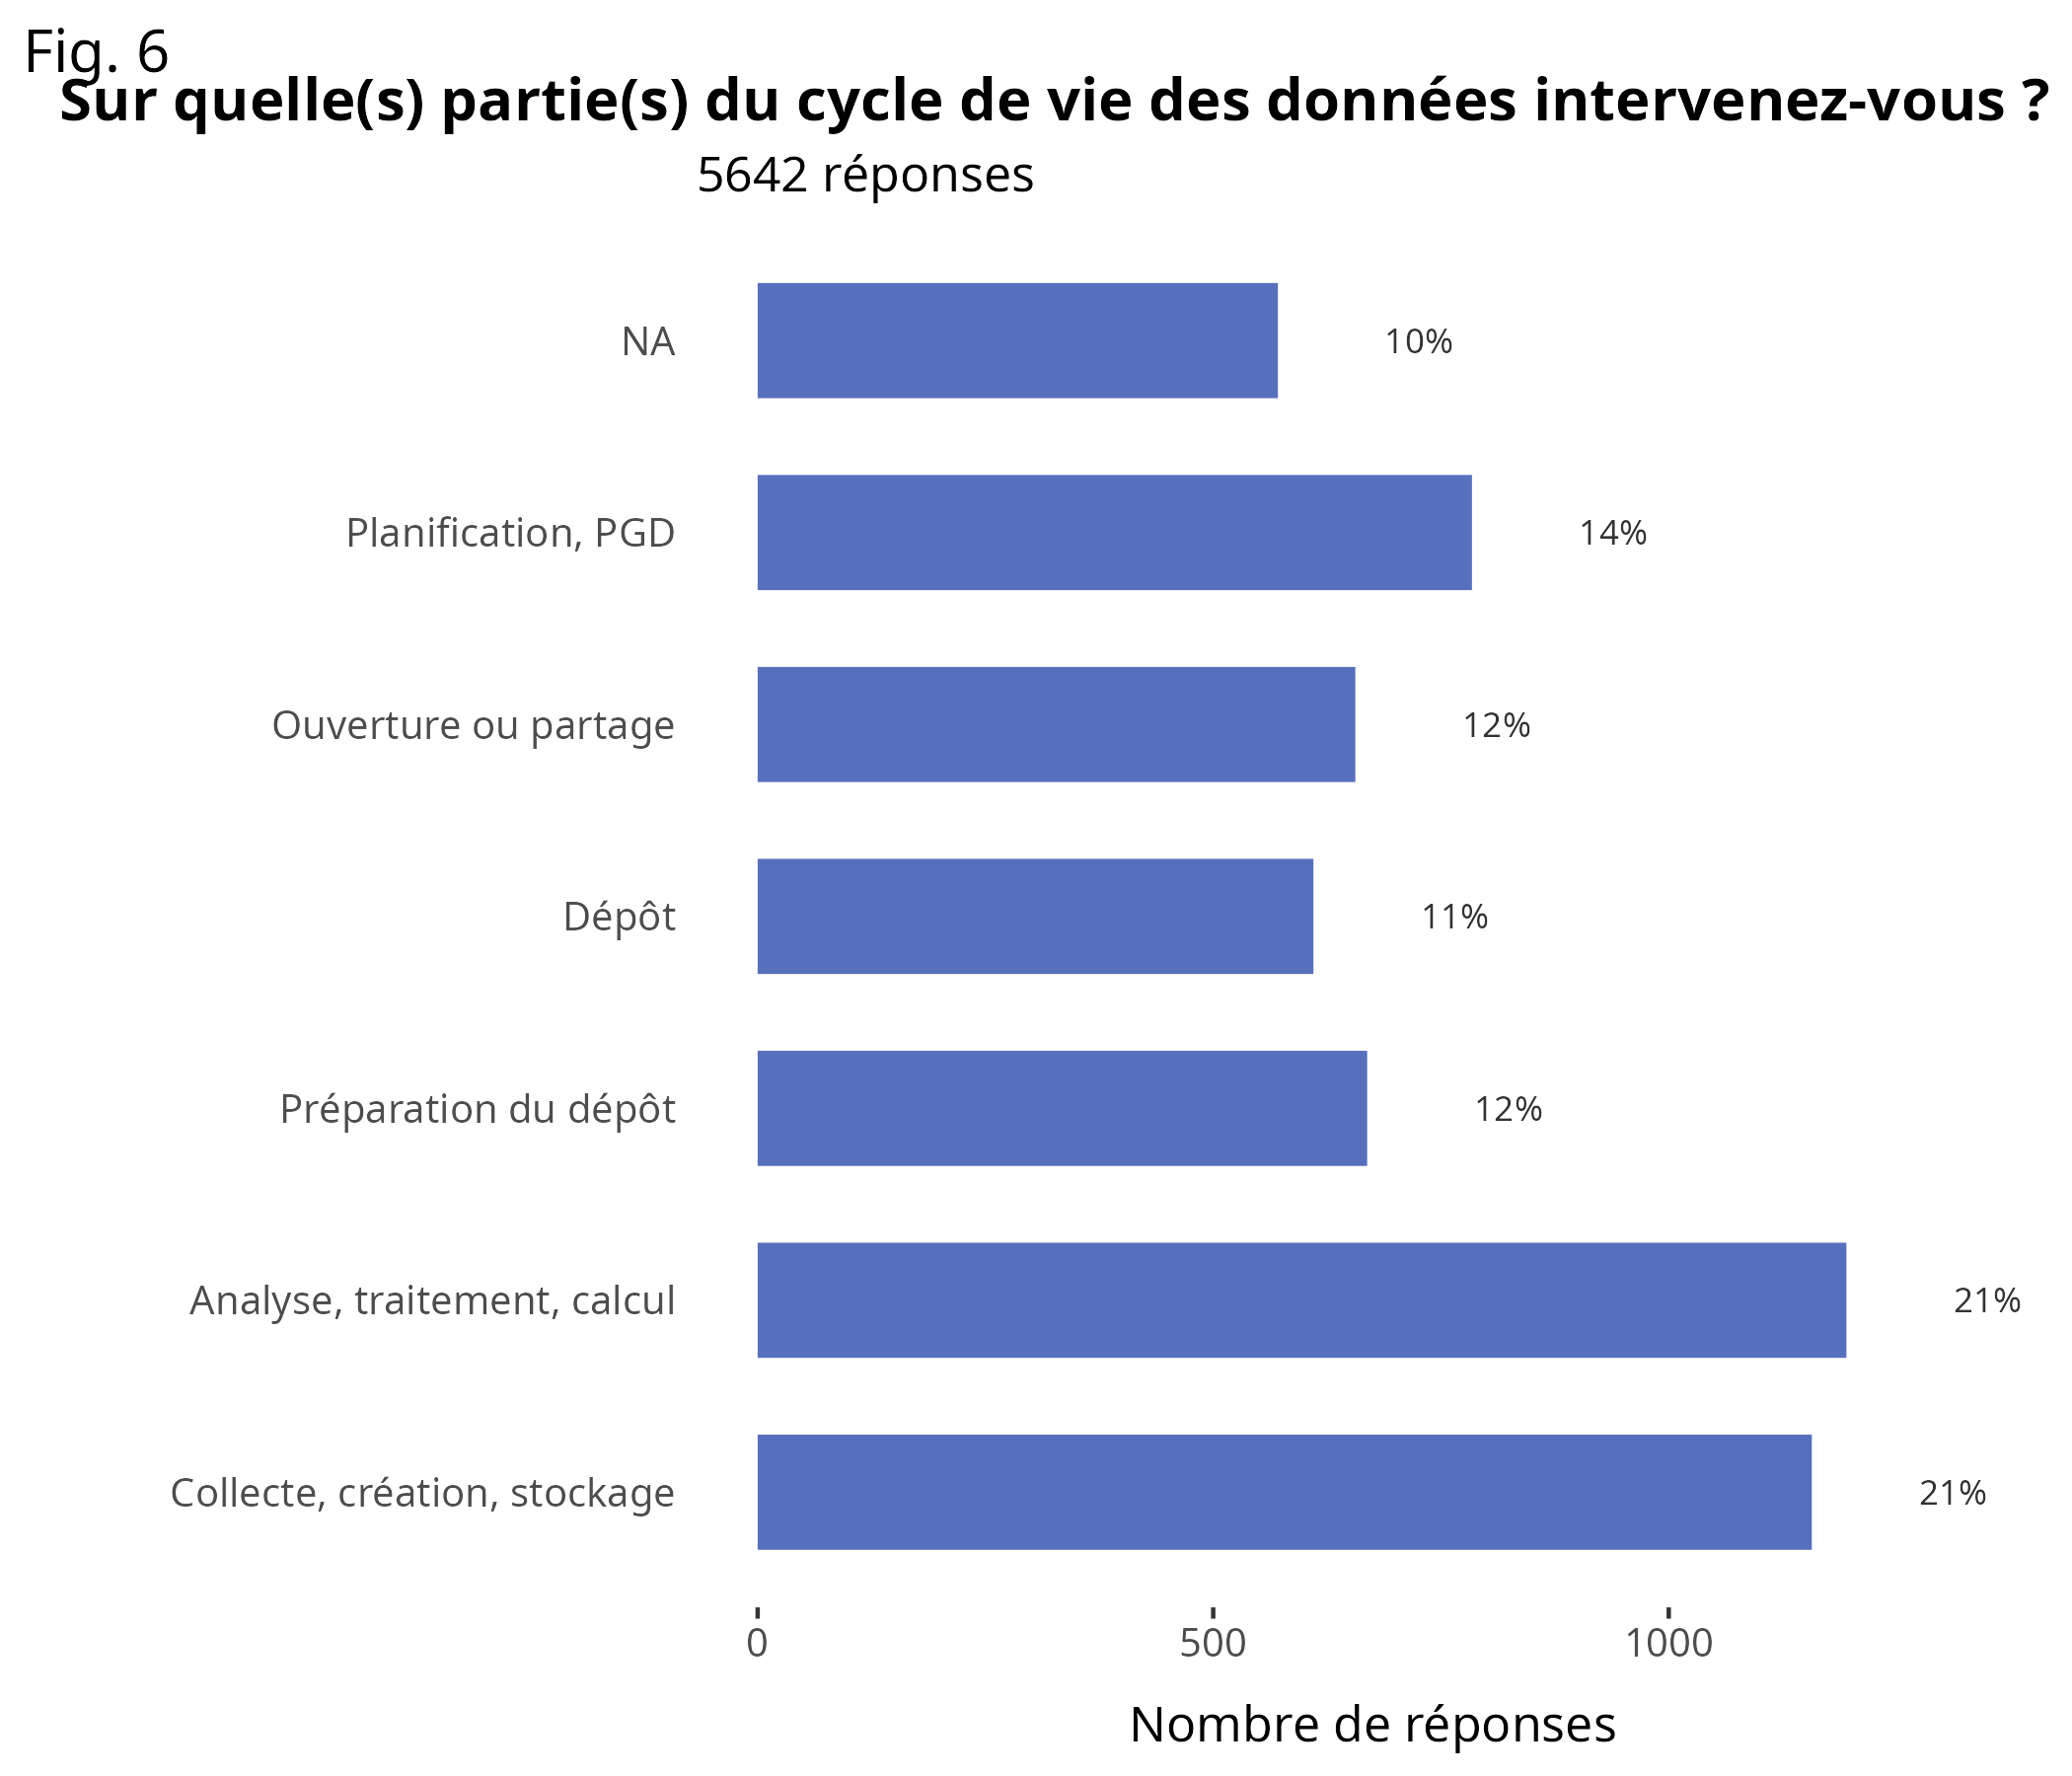 Fig. 6
Sur quelle(s) partie(s) du cycle de vie des données intervenez-vous ?
5642 réponses
NA 10%
Planification, PGD 14%
Ouverture ou partage 12%
Dépôt 11%
Préparation du dépôt 12%
Analyse, traitement, calcul 21%
Collecte, création, stockage 21%
0 500 1000
Nombre de réponses